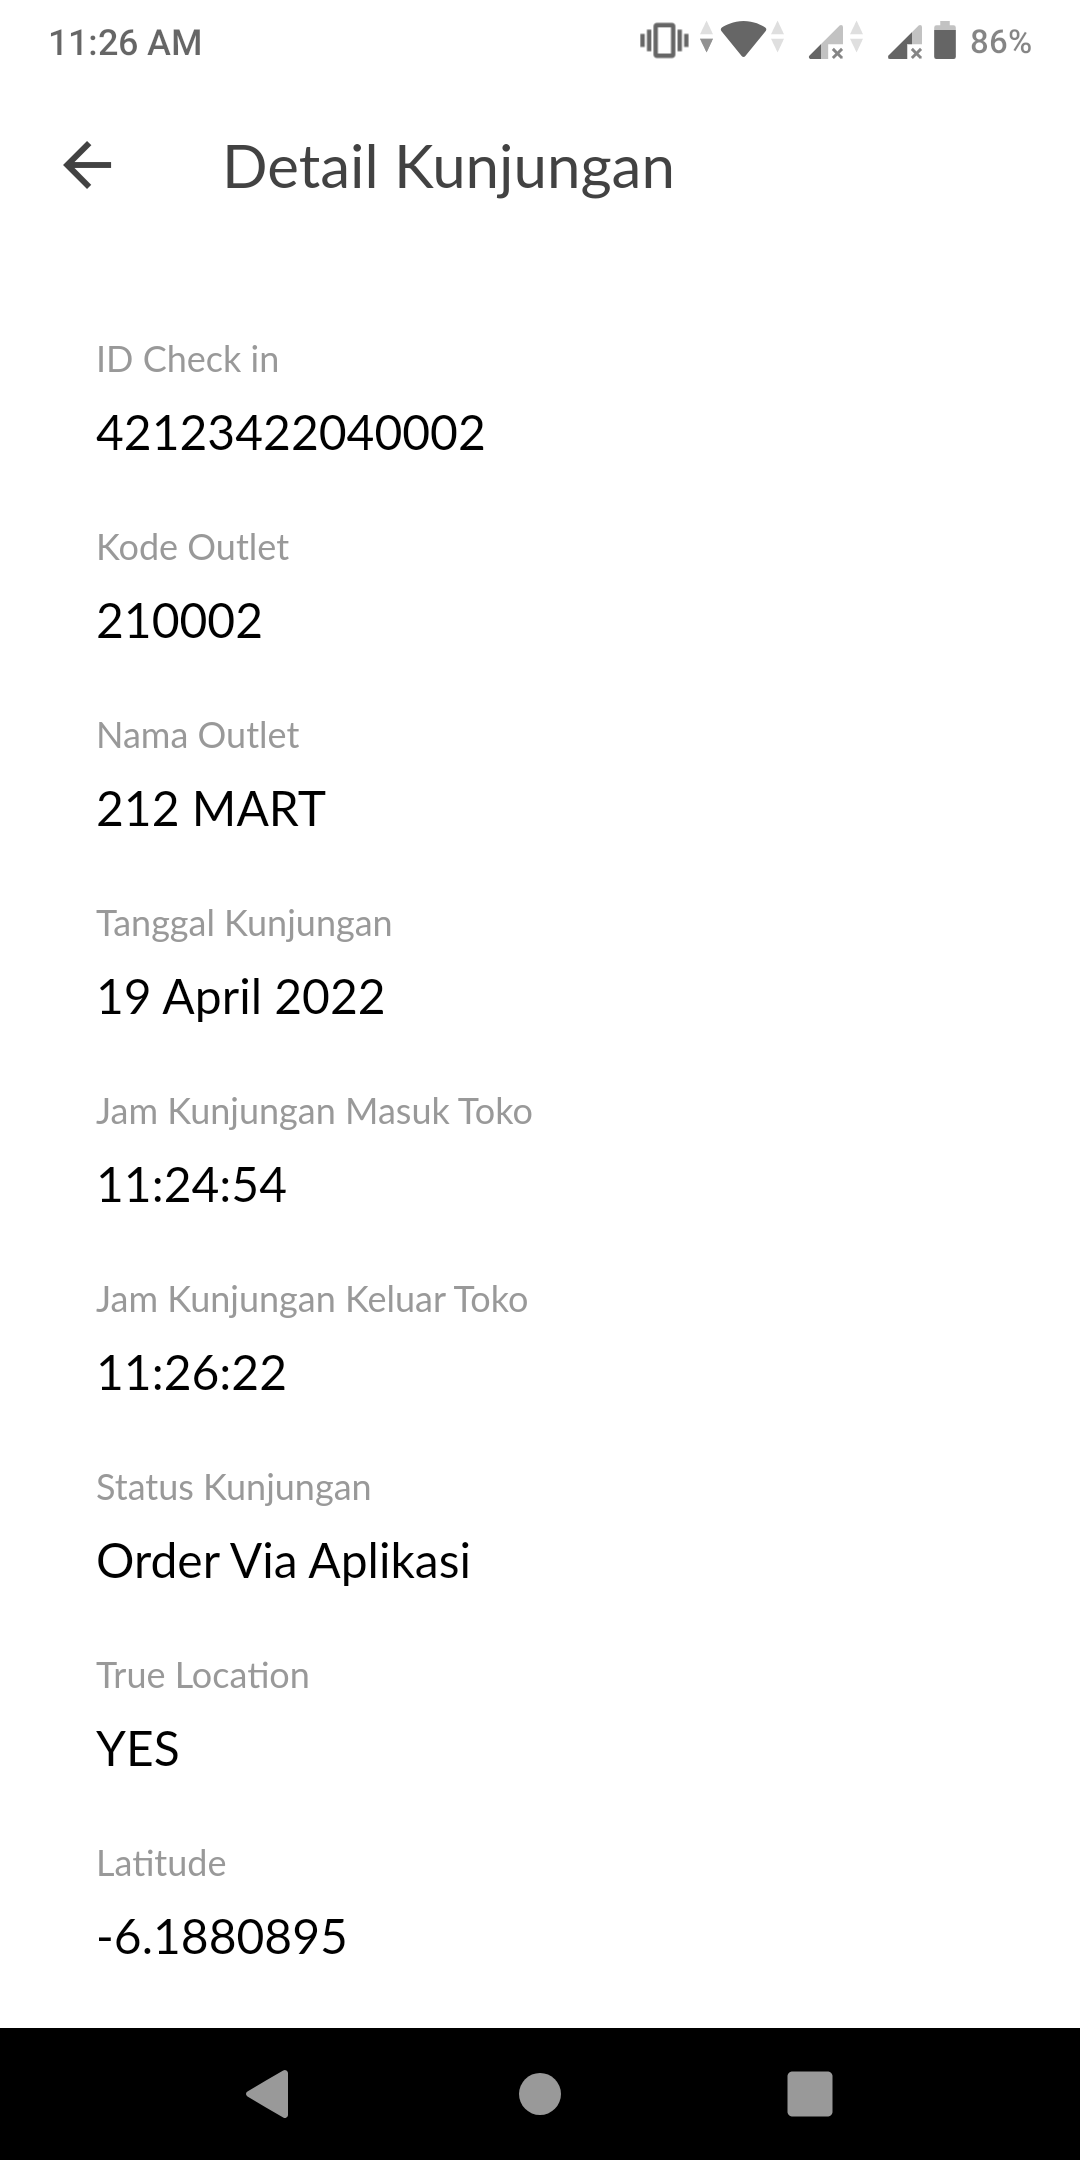 11:26 AM
86%
Detail Kunjungan
ID Check in
42123422040002
Kode Outlet
210002
Nama Outlet
212 MART
Tanggal Kunjungan
19 April 2022
Jam Kunjungan Masuk Toko
11:24:54
Jam Kunjungan Keluar Toko
11:26:22
Status Kunjungan
Order Via Aplikasi
True Location
YES
Latitude
-6.1880895